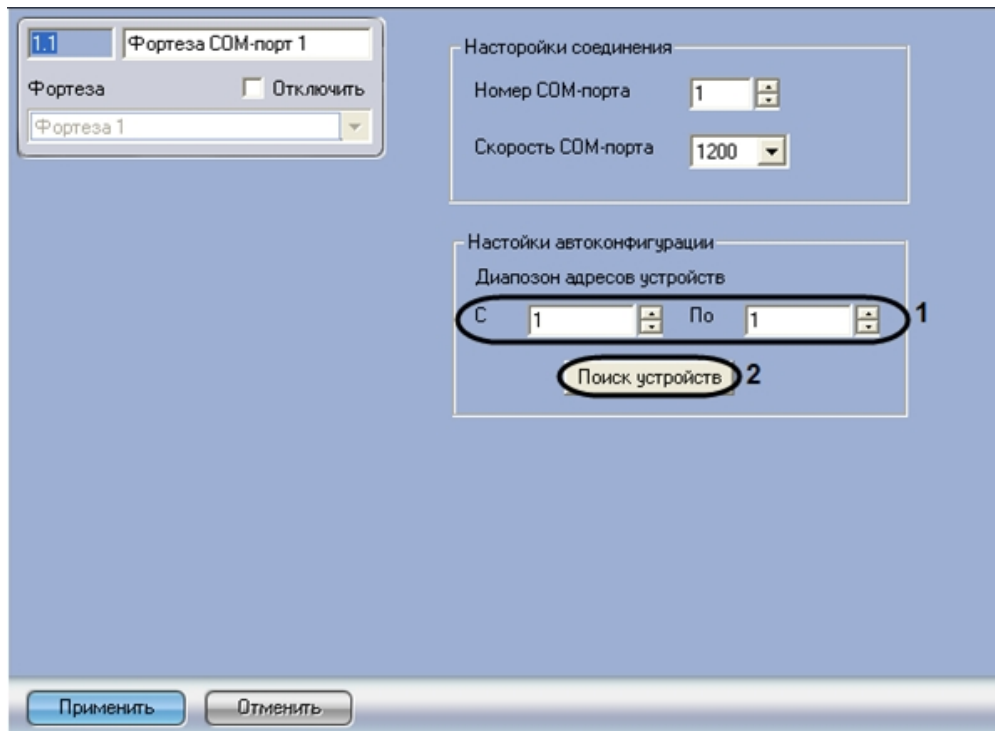 1.1 Фортеза COM-порт 1
Фортеза Отключить
Фортеза 1
Насторойки соединения
Номер COM-порта 1
Скорость COM-порта 1200
Настойки автоконфигурации
Диапозон адресов устройств
С 1 По 1 1
Поиск устройств 2
Применить Отменить